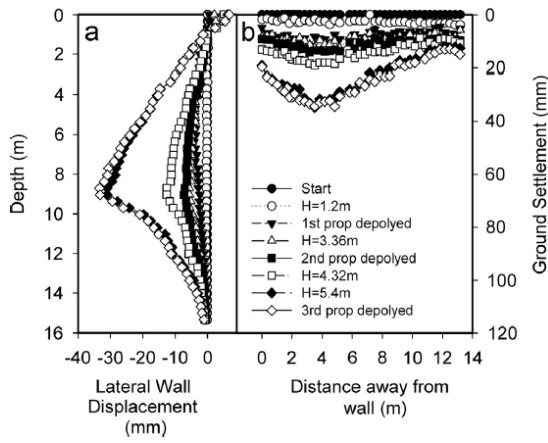 a
b
0
2
4
6
8
10
12
14
16
Depth (m)
-40 -30 -20 -10 0
Lateral Wall
Displacement
(mm)
Start
H=1.2m
1st prop depolyed
H=3.36m
2nd prop depolyed
H=4.32m
H=5.4m
3rd prop depolyed
0 2 4 6 8 10 12 14
Distance away from
wall (m)
0
20
40
60
80
100
120
Ground Settlement
(mm)